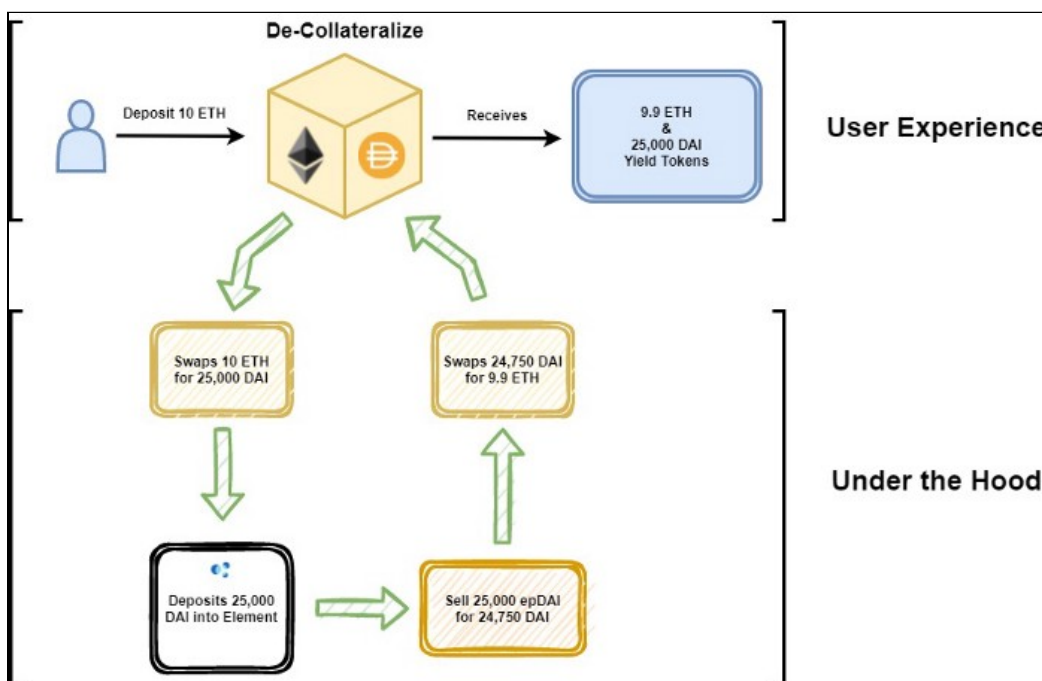 De-Collateralize
Deposit 10 ETH
Receives
9.9 ETH
&
25,000 DAI
Yield Tokens
User Experience
Swaps 10 ETH
for 25,000 DAI
Swaps 24,750 DAI
for 9.9 ETH
Under the Hood
Deposits 25,000
DAI into Element
Sell 25,000 epDAI
for 24,750 DAI